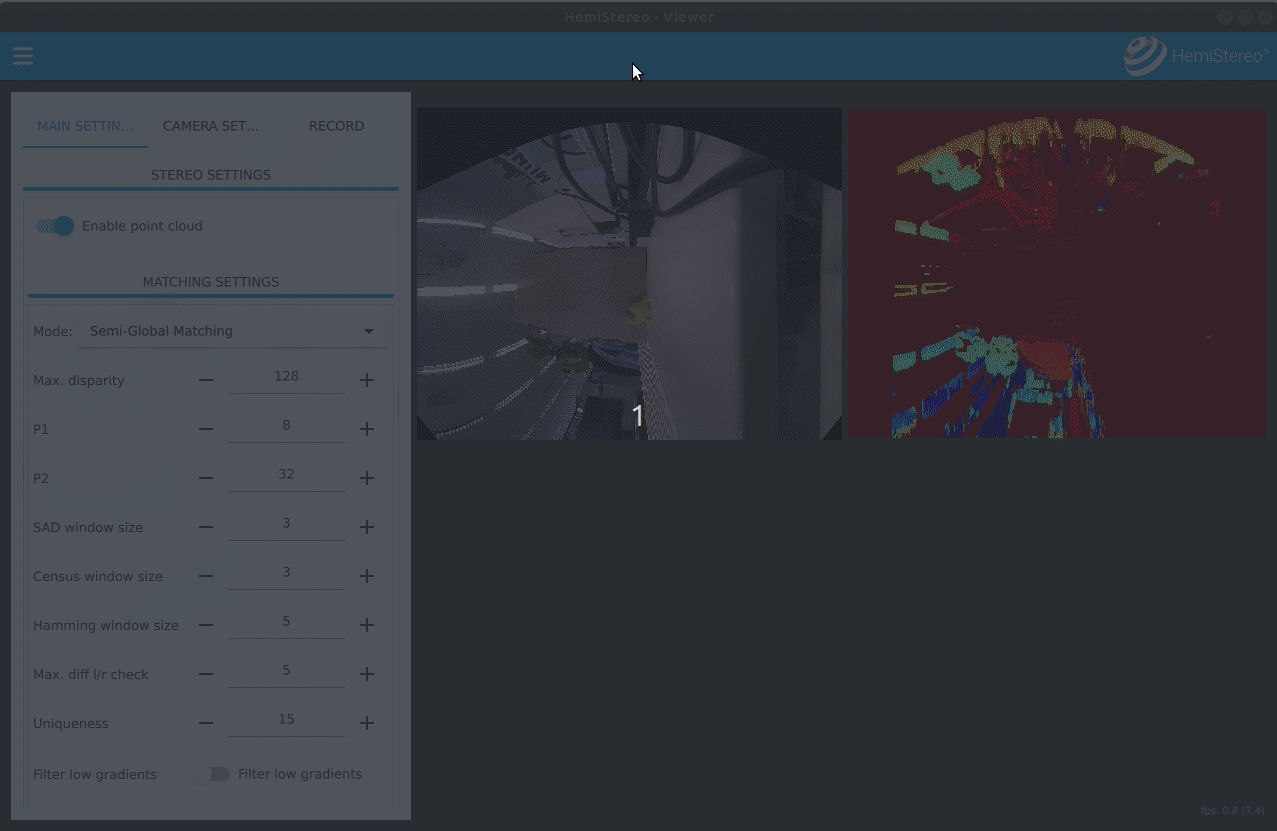 HemiStereo - Viewer
HemiStereo®
MAIN SETTIN...
CAMERA SET...
RECORD
STEREO SETTINGS
Enable point cloud
MATCHING SETTINGS
Mode: Semi-Global Matching
Max. disparity 128
P1 8
P2 32
SAD window size 3
Census window size 3
Hamming window size 5
Max. diff l/r check 5
Uniqueness 15
Filter low gradients Filter low gradients
1
fps: 0.8 (7.4)